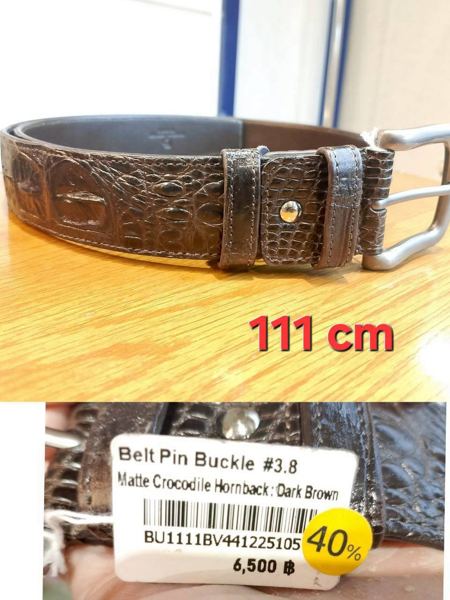 111 cm
Belt Pin Buckle #3.8
Matte Crocodile Hornback : Dark Brown
BU1111BV441225105
40%
6,500 ฿